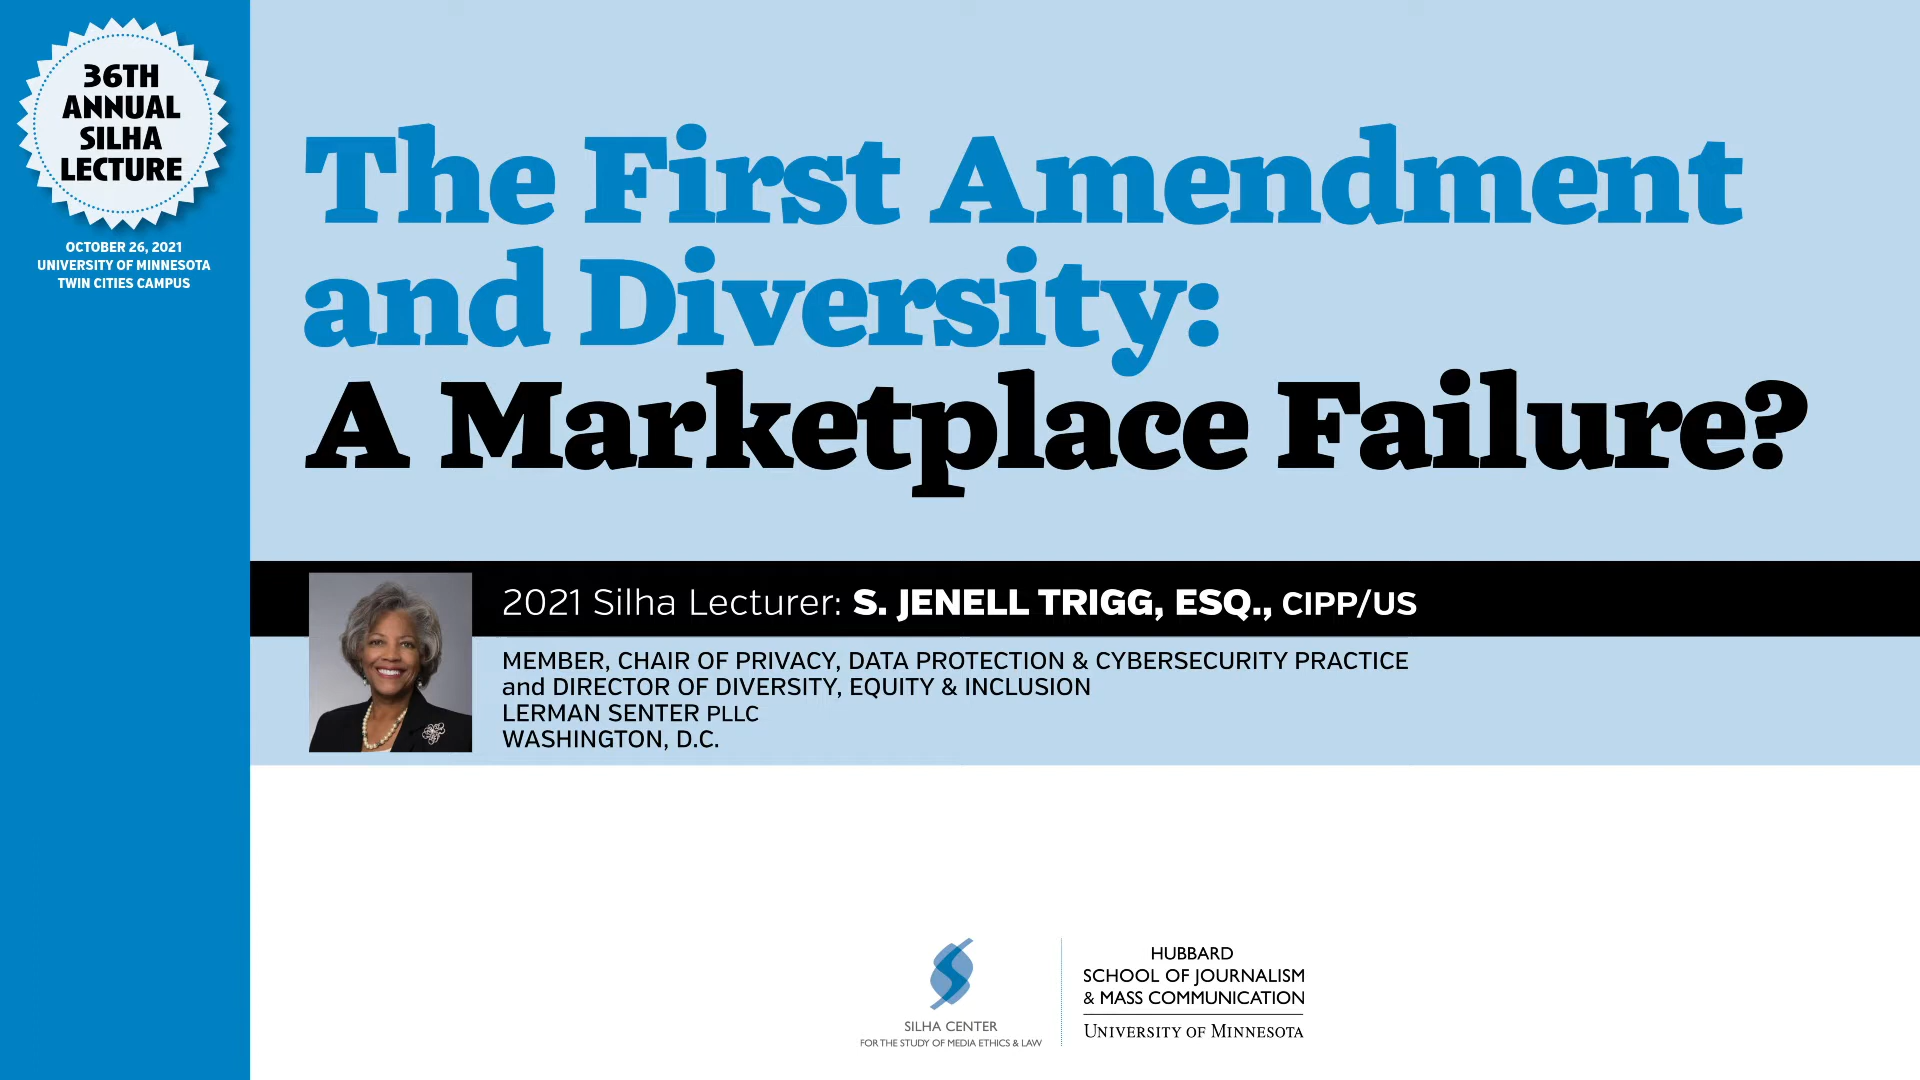 36TH
ANNUAL
SILHA
LECTURE
OCTOBER 26, 2021
UNIVERSITY OF MINNESOTA
TWIN CITIES CAMPUS
The First Amendment
and Diversity:
A Marketplace Failure?
2021 Silha Lecturer: S. JENELL TRIGG, ESQ., CIPP/US
MEMBER, CHAIR OF PRIVACY, DATA PROTECTION & CYBERSECURITY PRACTICE
and DIRECTOR OF DIVERSITY, EQUITY & INCLUSION
LERMAN SENTER PLLC
WASHINGTON, D.C.
SILHA CENTER
FOR THE STUDY OF MEDIA ETHICS & LAW
HUBBARD
SCHOOL OF JOURNALISM
& MASS COMMUNICATION
UNIVERSITY OF MINNESOTA